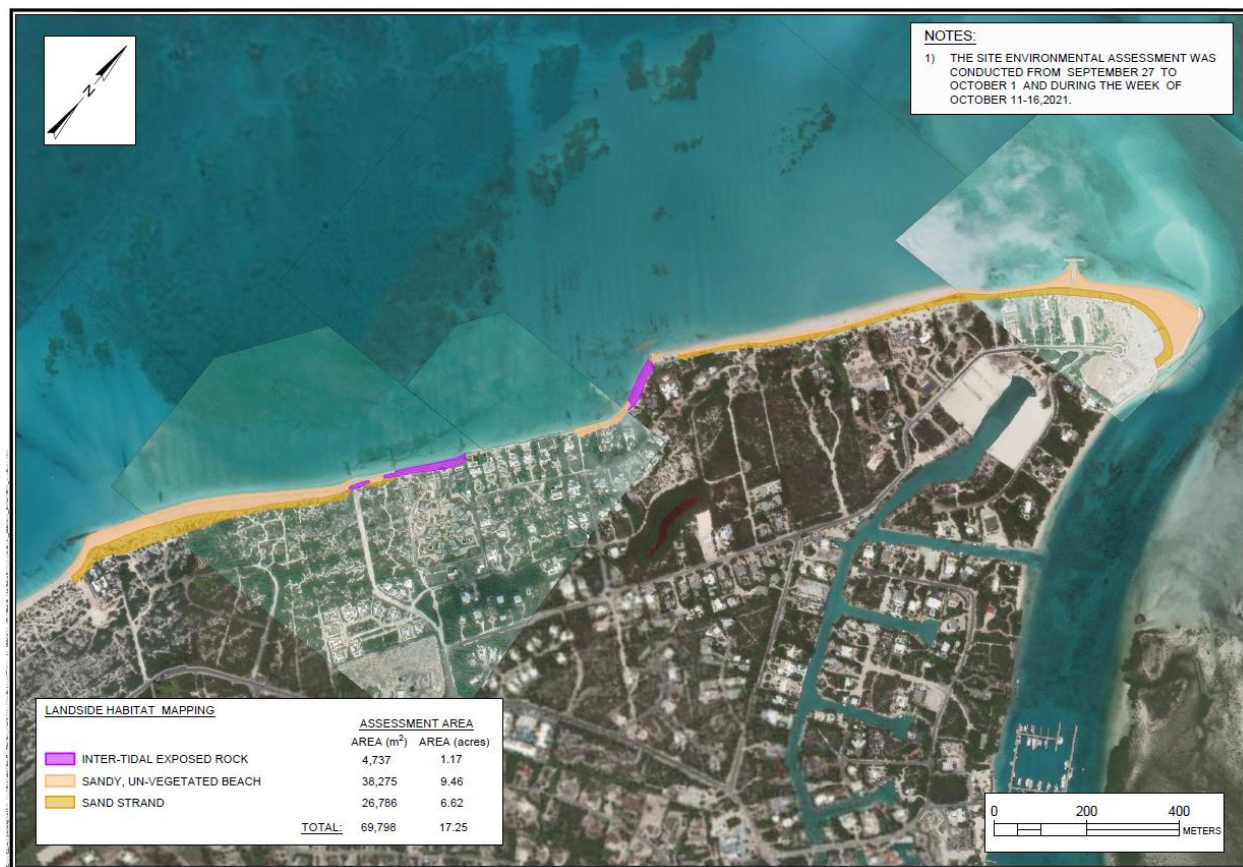 N
NOTES:
1) THE SITE ENVIRONMENTAL ASSESSMENT WAS
CONDUCTED FROM SEPTEMBER 27 TO
OCTOBER 1 AND DURING THE WEEK OF
OCTOBER 11-16,2021.
LANDSIDE HABITAT MAPPING
ASSESSMENT AREA
AREA (m²) AREA (acres)
INTER-TIDAL EXPOSED ROCK 4,737 1.17
SANDY, UN-VEGETATED BEACH 38,275 9.46
SAND STRAND 26,786 6.62
TOTAL: 69,798 17.25
0 200 400
METERS